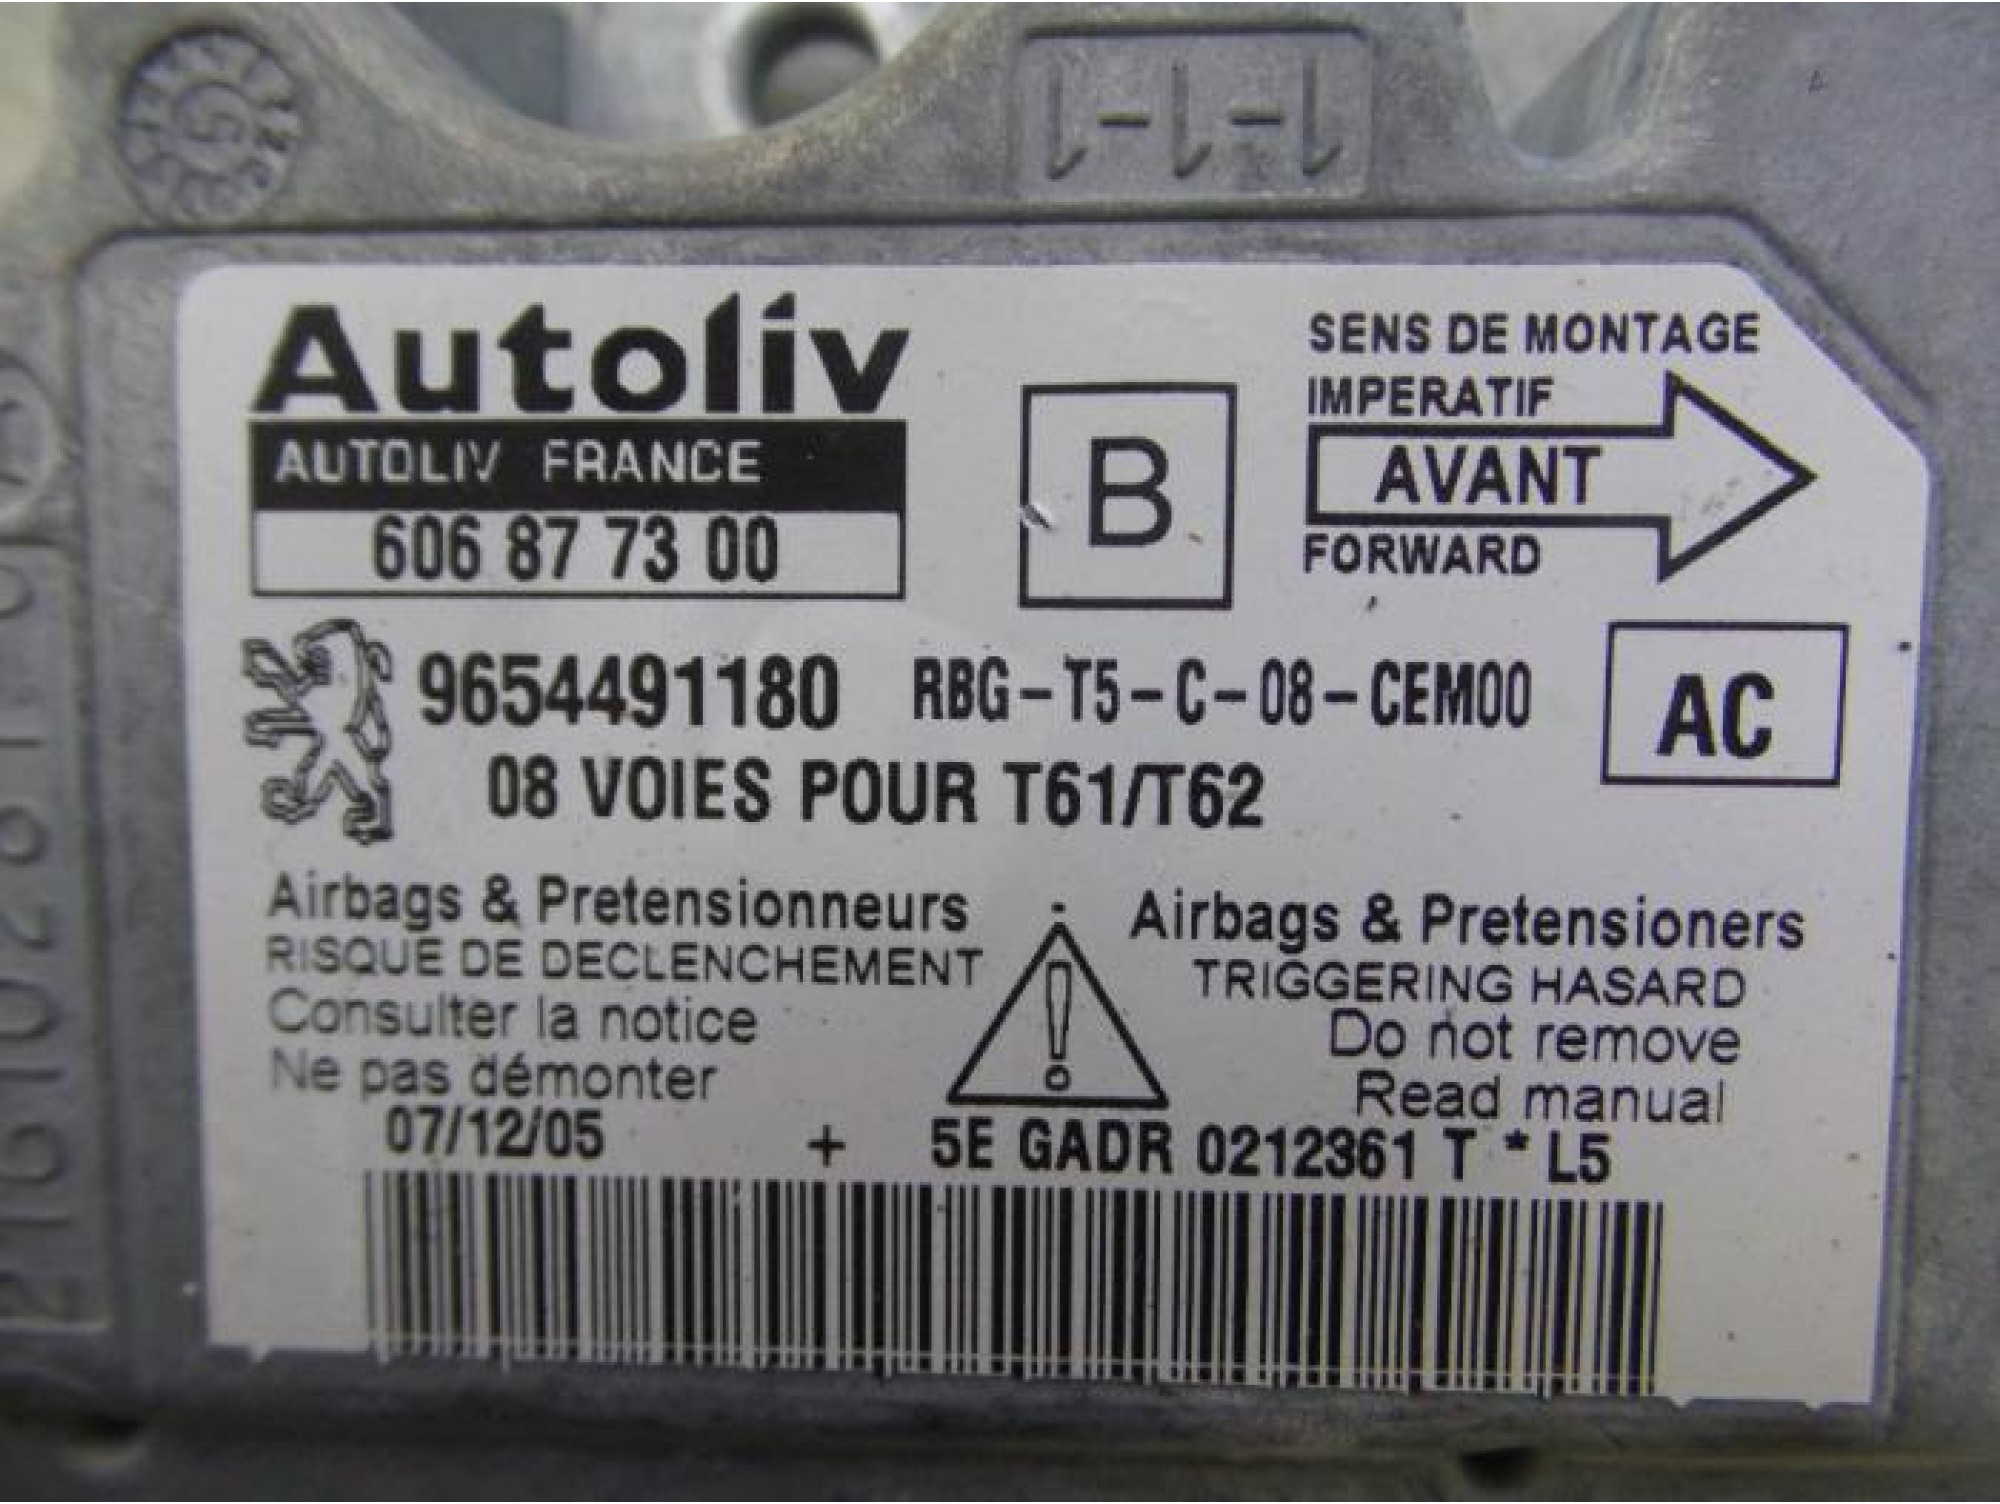 1-1-1
Autoliv
AUTOLIV FRANCE
606 87 73 00
B
SENS DE MONTAGE
IMPERATIF
AVANT
FORWARD
9654491180 RBG-T5-C-08-CEM00
AC
08 VOIES POUR T61/T62
Airbags & Pretensionneurs
RISQUE DE DECLENCHEMENT
Consulter la notice
Ne pas démonter
Airbags & Pretensioners
TRIGGERING HASARD
Do not remove
Read manual
07/12/05 + 5E GADR 0212361 T * L5